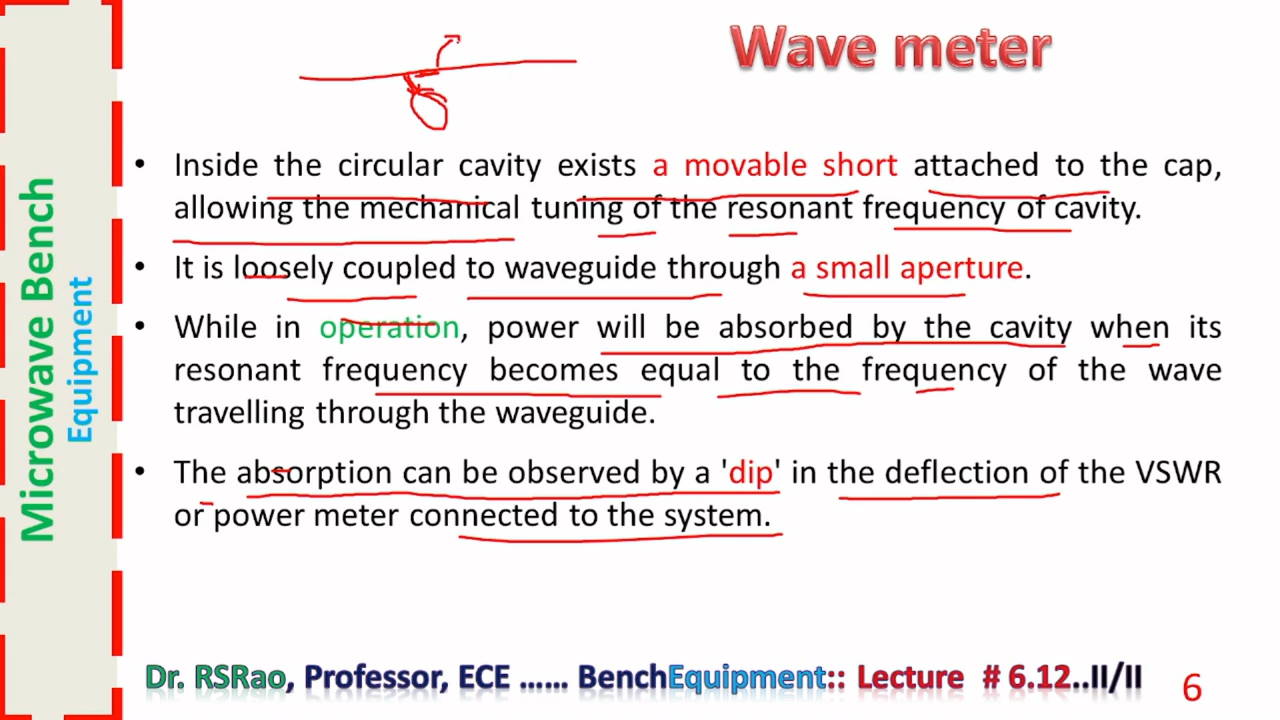 Wave meter
Microwave Bench
Equipment
• Inside the circular cavity exists a movable short attached to the cap,
allowing the mechanical tuning of the resonant frequency of cavity.
• It is loosely coupled to waveguide through a small aperture.
• While in operation, power will be absorbed by the cavity when its
resonant frequency becomes equal to the frequency of the wave
travelling through the waveguide.
• The absorption can be observed by a 'dip' in the deflection of the VSWR
or power meter connected to the system.
Dr. RSRao, Professor, ECE …… BenchEquipment:: Lecture # 6.12..II/II
6